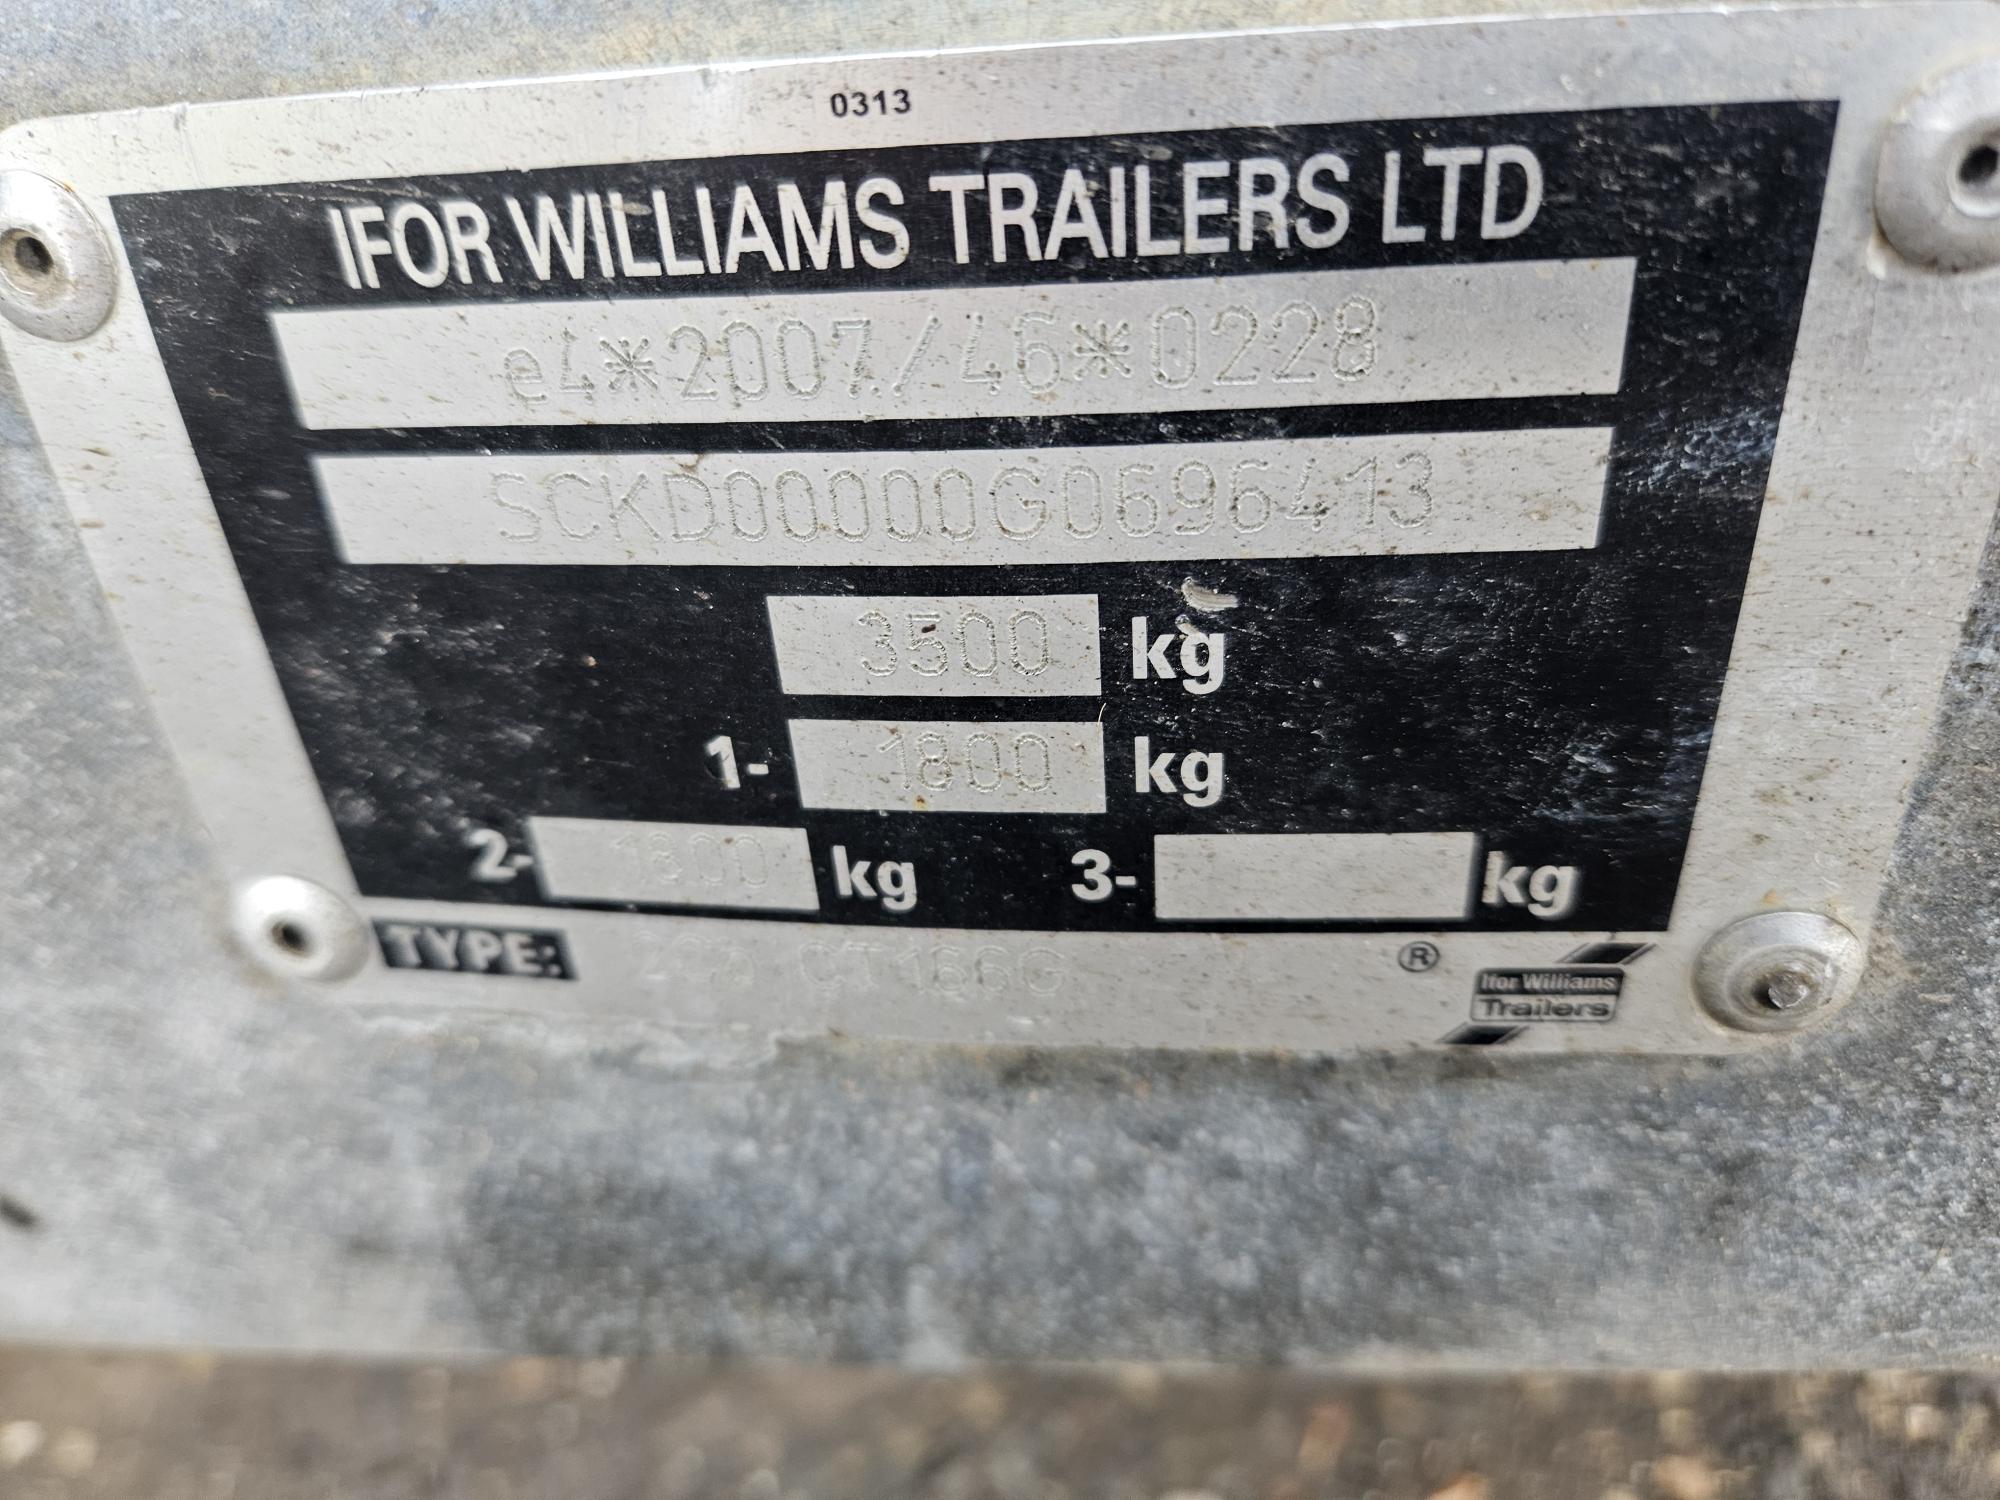 0313
IFOR WILLIAMS TRAILERS LTD
e4*2007/46*0228
SCKD00000G0696413
3500 kg
1- 1800 kg
2- 1800 kg 3- kg
TYPE: CT166G ®
Ifor Williams
Trailers